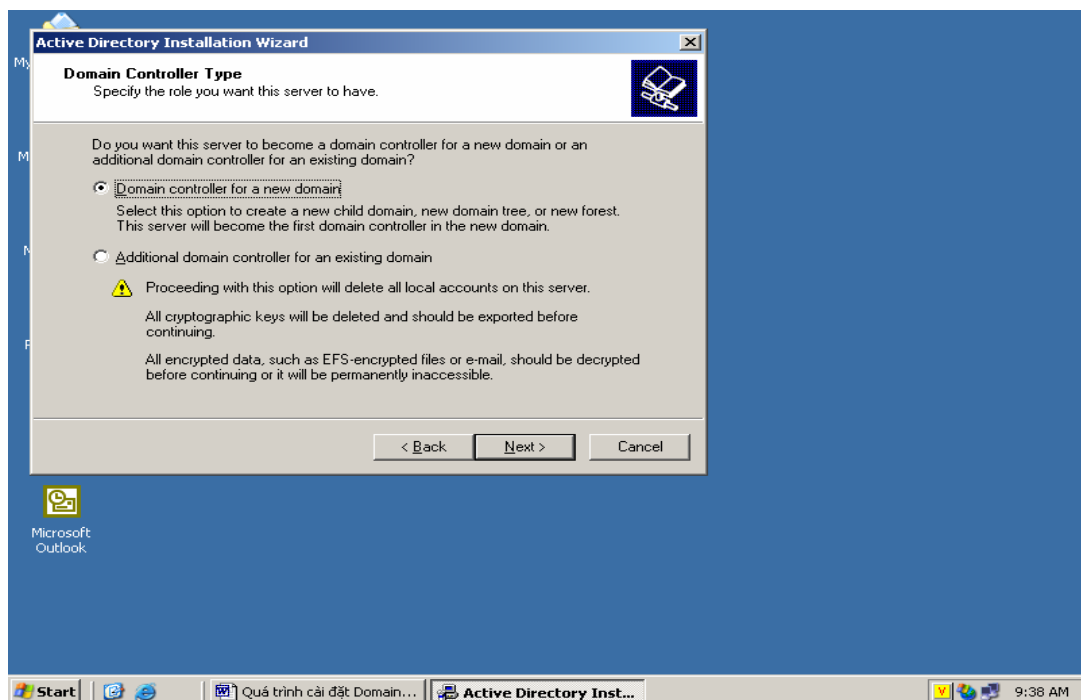 Active Directory Installation Wizard
Domain Controller Type
Specify the role you want this server to have.
My
M
Do you want this server to become a domain controller for a new domain or an
additional domain controller for an existing domain?
Domain controller for a new domain
Select this option to create a new child domain, new domain tree, or new forest.
This server will become the first domain controller in the new domain.
Additional domain controller for an existing domain
Proceeding with this option will delete all local accounts on this server.
All cryptographic keys will be deleted and should be exported before
continuing.
All encrypted data, such as EFS-encrypted files or e-mail, should be decrypted
before continuing or it will be permanently inaccessible.
< Back
Next >
Cancel
Microsoft
Outlook
Start
Quá trình cài đặt Domain...
Active Directory Inst...
9:38 AM